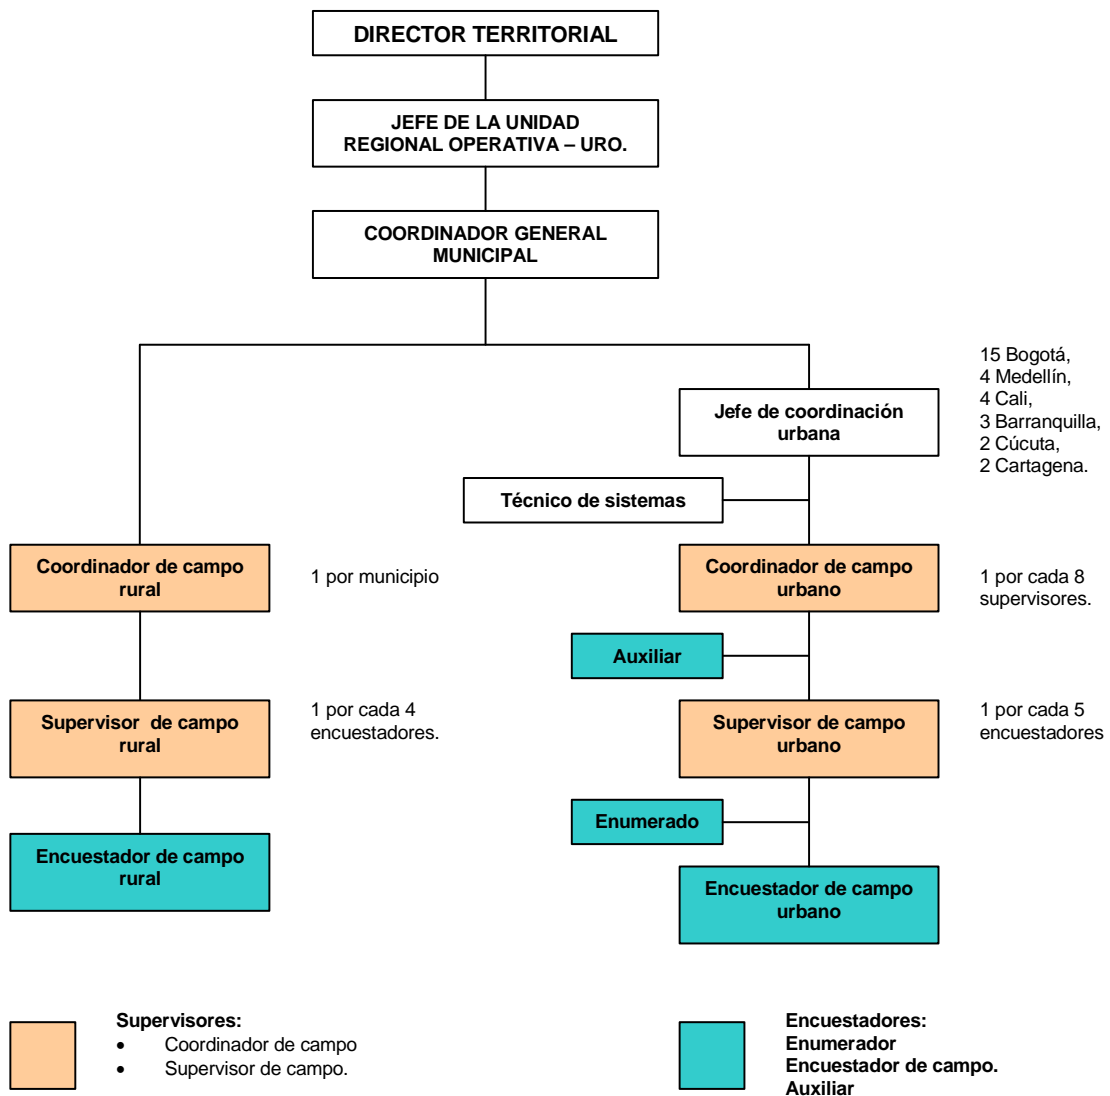 DIRECTOR TERRITORIAL
JEFE DE LA UNIDAD
REGIONAL OPERATIVA – URO.
COORDINADOR GENERAL
MUNICIPAL
15 Bogotá,
4 Medellín,
4 Cali,
3 Barranquilla,
2 Cúcuta,
2 Cartagena.
Jefe de coordinación
urbana
Técnico de sistemas
Coordinador de campo
rural
1 por municipio
Coordinador de campo
urbano
1 por cada 8
supervisores.
Auxiliar
Supervisor de campo
rural
1 por cada 4
encuestadores.
Supervisor de campo
urbano
1 por cada 5
encuestadores
Enumerado
Encuestador de campo
rural
Encuestador de campo
urbano
Supervisores:
• Coordinador de campo
• Supervisor de campo.
Encuestadores:
Enumerador
Encuestador de campo.
Auxiliar